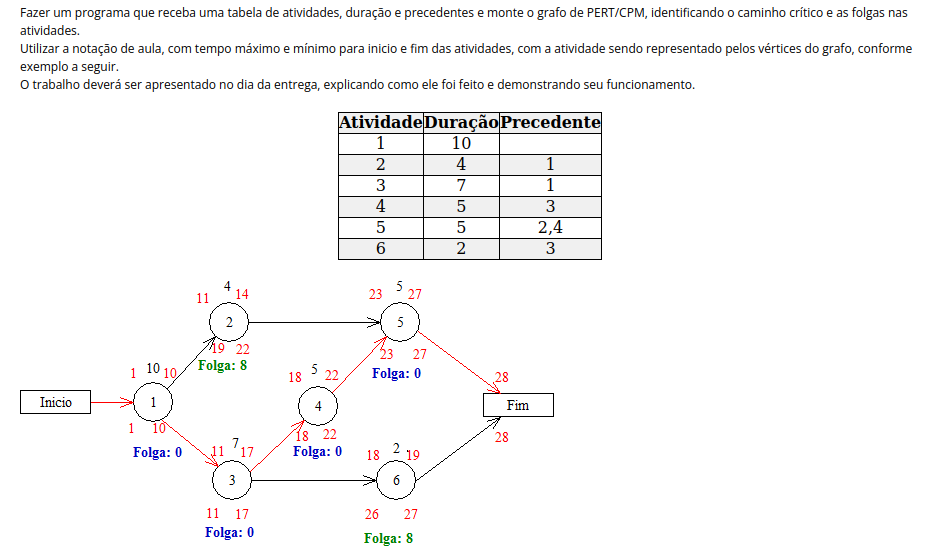 Fazer um programa que receba uma tabela de atividades, duração e precedentes e monte o grafo de PERT/CPM, identificando o caminho crítico e as folgas nas
atividades.
Utilizar a notação de aula, com tempo máximo e mínimo para inicio e fim das atividades, com a atividade sendo representado pelos vértices do grafo, conforme
exemplo a seguir.
O trabalho deverá ser apresentado no dia da entrega, explicando como ele foi feito e demonstrando seu funcionamento.
Atividade Duração Precedente
1 10
2 4 1
3 7 1
4 5 3
5 5 2,4
6 2 3
4
11 14
2
19 22
Folga: 8
5
23 27
5
23 27
Folga: 0
10
1 10
Inicio
1
1 10
Folga: 0
5
18 22
4
18 22
Folga: 0
28
Fim
28
7
11 17
3
11 17
Folga: 0
2
18 19
6
26 27
Folga: 8